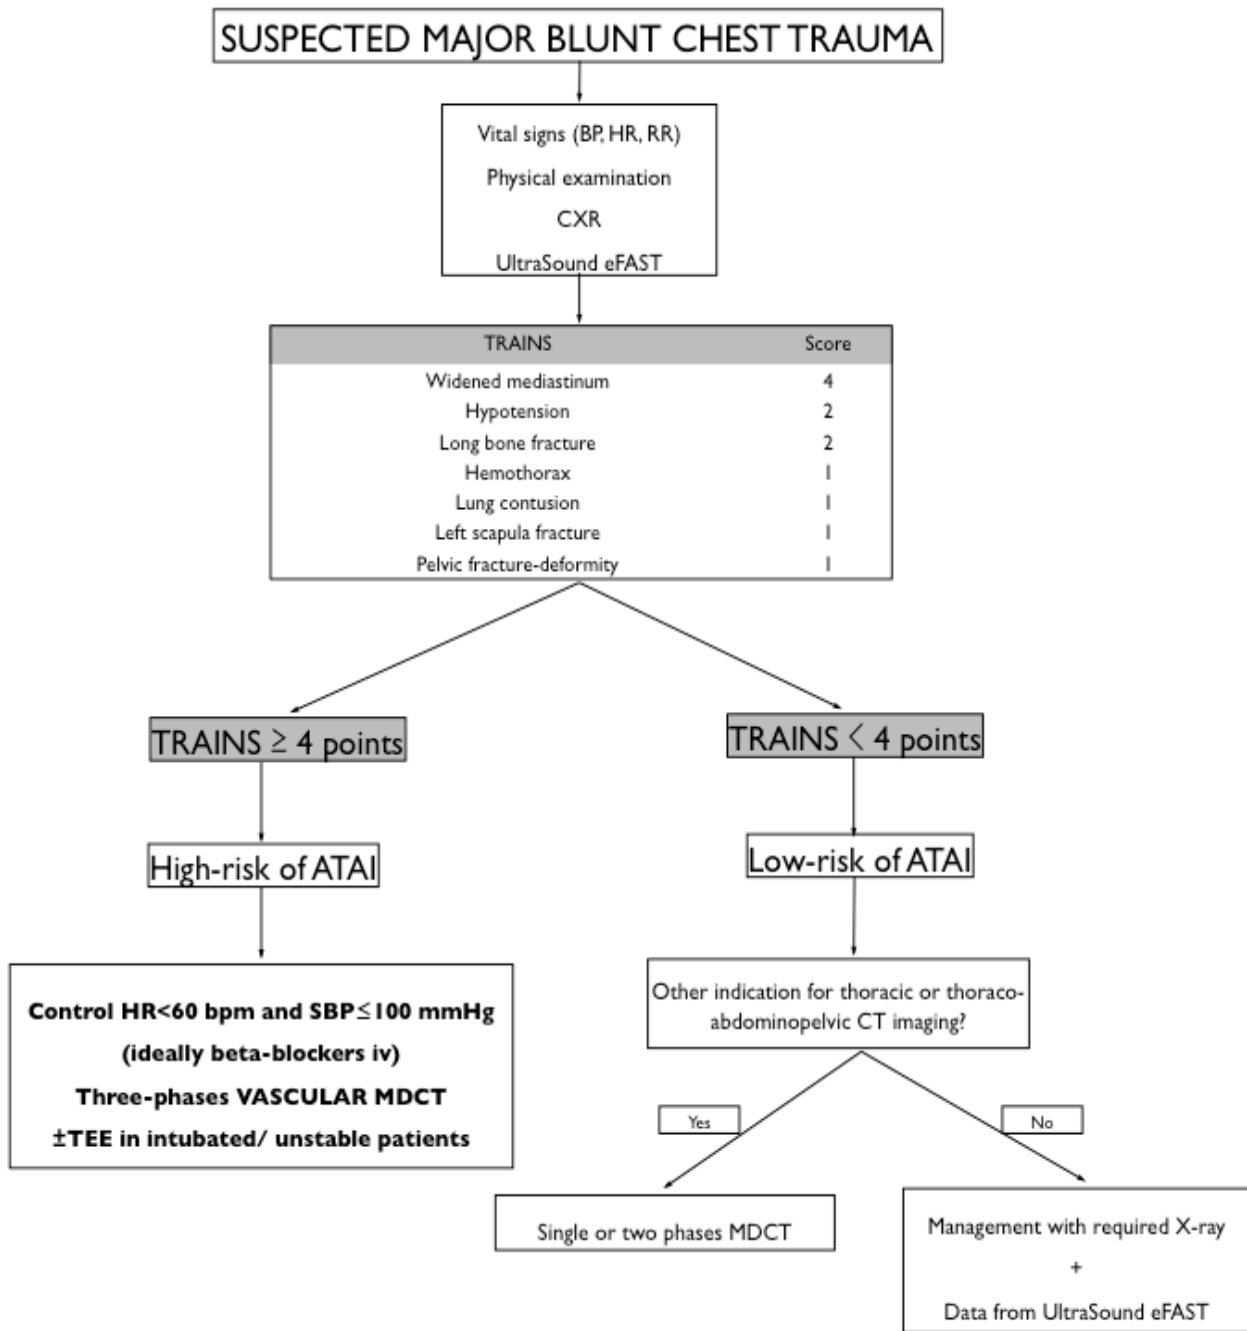 SUSPECTED MAJOR BLUNT CHEST TRAUMA
Vital signs (BP, HR, RR)
Physical examination
CXR
UltraSound eFAST
TRAINS Score
Widened mediastinum 4
Hypotension 2
Long bone fracture 2
Hemothorax 1
Lung contusion 1
Left scapula fracture 1
Pelvic fracture-deformity 1
TRAINS ≥ 4 points
TRAINS < 4 points
High-risk of ATAI
Low-risk of ATAI
Control HR<60 bpm and SBP≤100 mmHg
(ideally beta-blockers iv)
Three-phases VASCULAR MDCT
±TEE in intubated/ unstable patients
Other indication for thoracic or thoraco-
abdominopelvic CT imaging?
Yes
No
Single or two phases MDCT
Management with required X-ray
+
Data from UltraSound eFAST